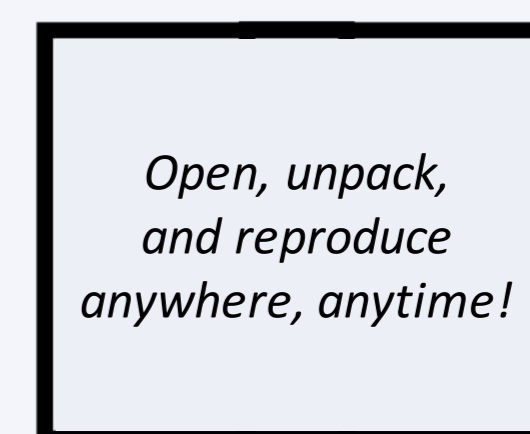 Open, unpack,
and reproduce
anywhere, anytime!